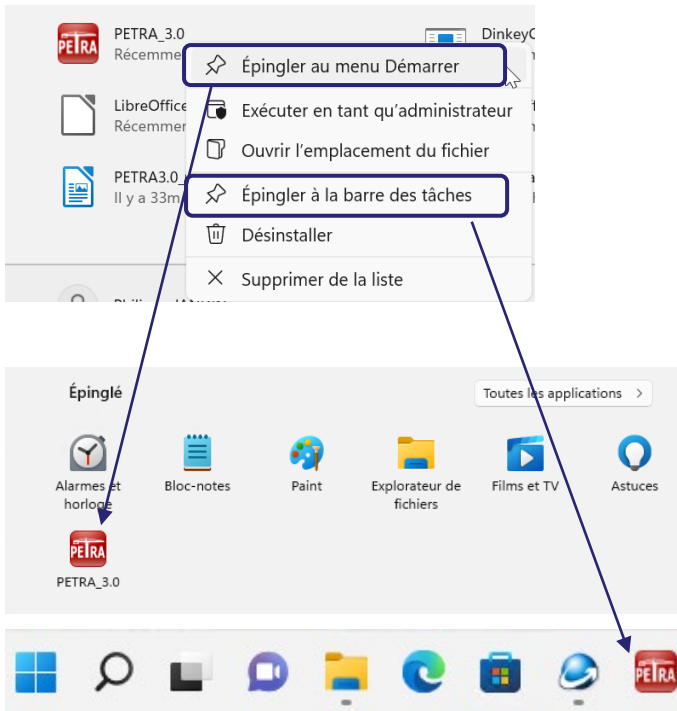 PETRA_3.0
Récemme
PETRA
DinkeyC
Épingler au menu Démarrer
LibreOffice
Récemmer
Exécuter en tant qu'administrateur
Ouvrir l'emplacement du fichier
PETRA3.0_
Il y a 33m
Épingler à la barre des tâches
Désinstaller
Supprimer de la liste
Épinglé
Toutes les applications >
Alarmes et
horloge
Bloc-notes
Paint
Explorateur de
fichiers
Films et TV
Astuces
PETRA
PETRA_3.0
PETRA